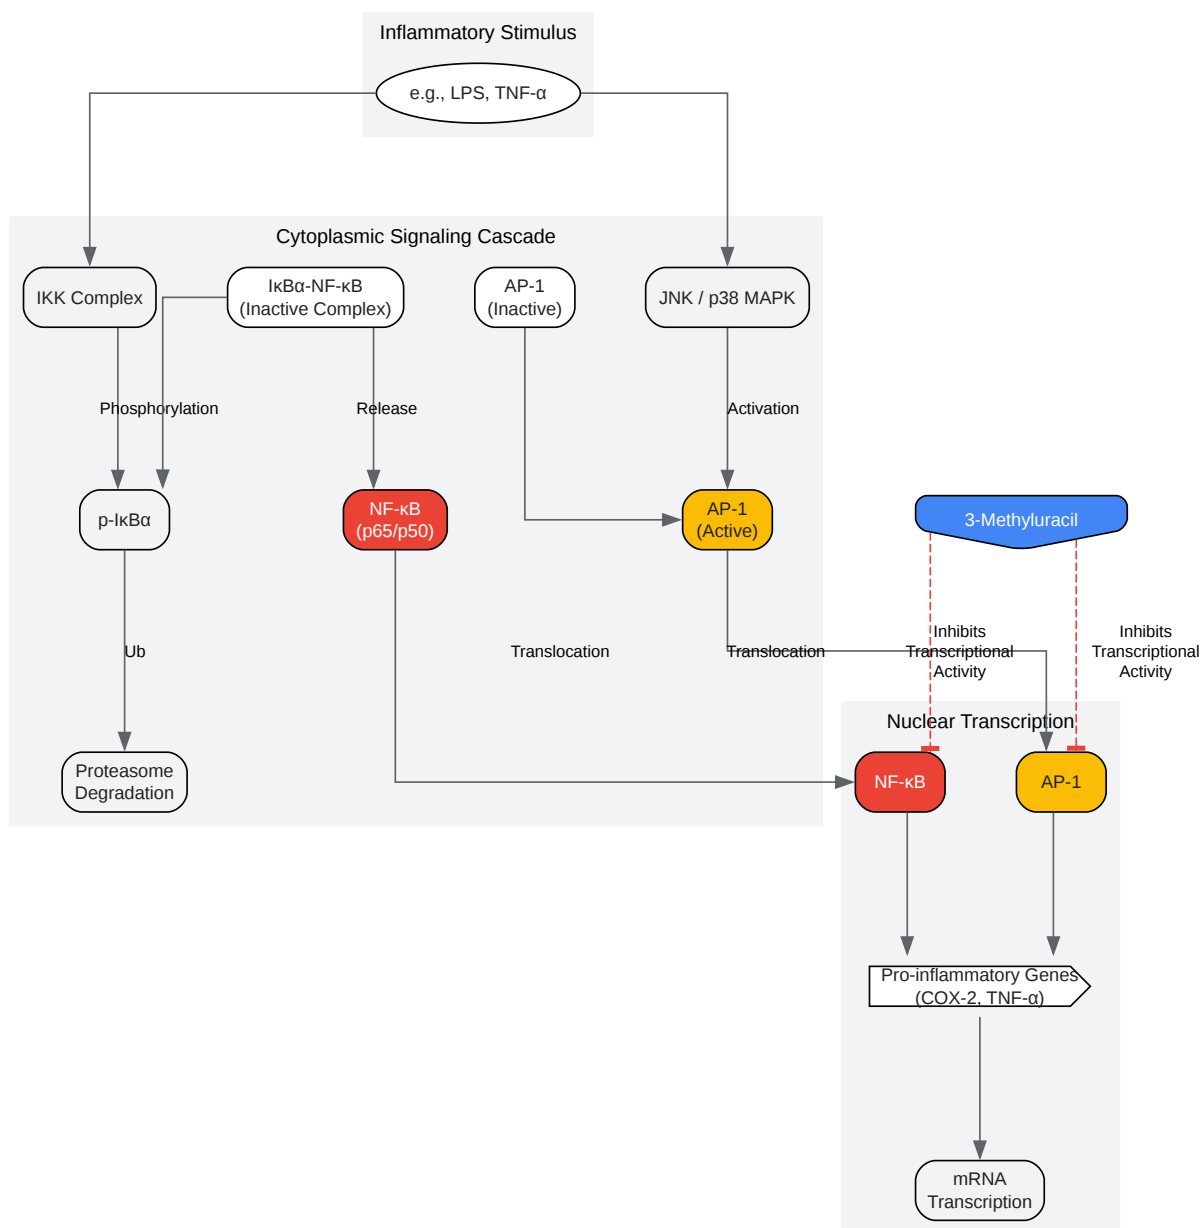 Inflammatory Stimulus
e.g., LPS, TNF-α
Cytoplasmic Signaling Cascade
IKK Complex
IκBα-NF-κB
(Inactive Complex)
AP-1
(Inactive)
JNK / p38 MAPK
Phosphorylation
Release
Activation
p-IκBα
NF-κB
(p65/p50)
AP-1
(Active)
3-Methyluracil
Ub
Translocation
Translocation
Inhibits
Transcriptional
Activity
Inhibits
Transcriptional
Activity
Nuclear Transcription
Proteasome
Degradation
NF-κB
AP-1
Pro-inflammatory Genes
(COX-2, TNF-α)
mRNA
Transcription